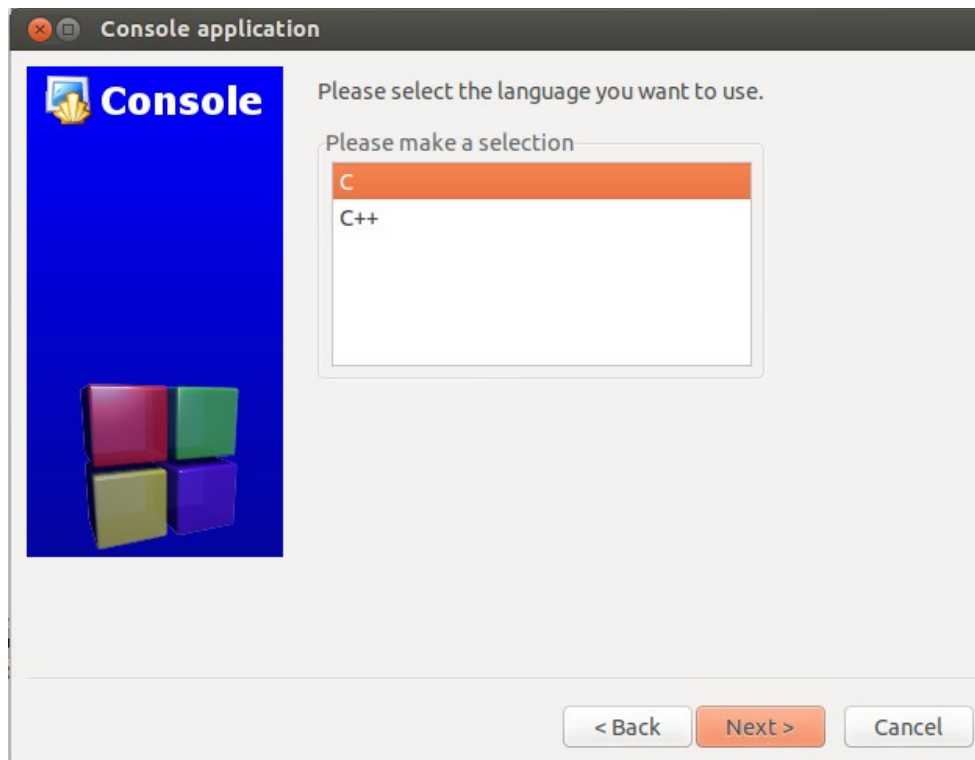 Console application
Console
Please select the language you want to use.
Please make a selection
C
C++
< Back
Next >
Cancel